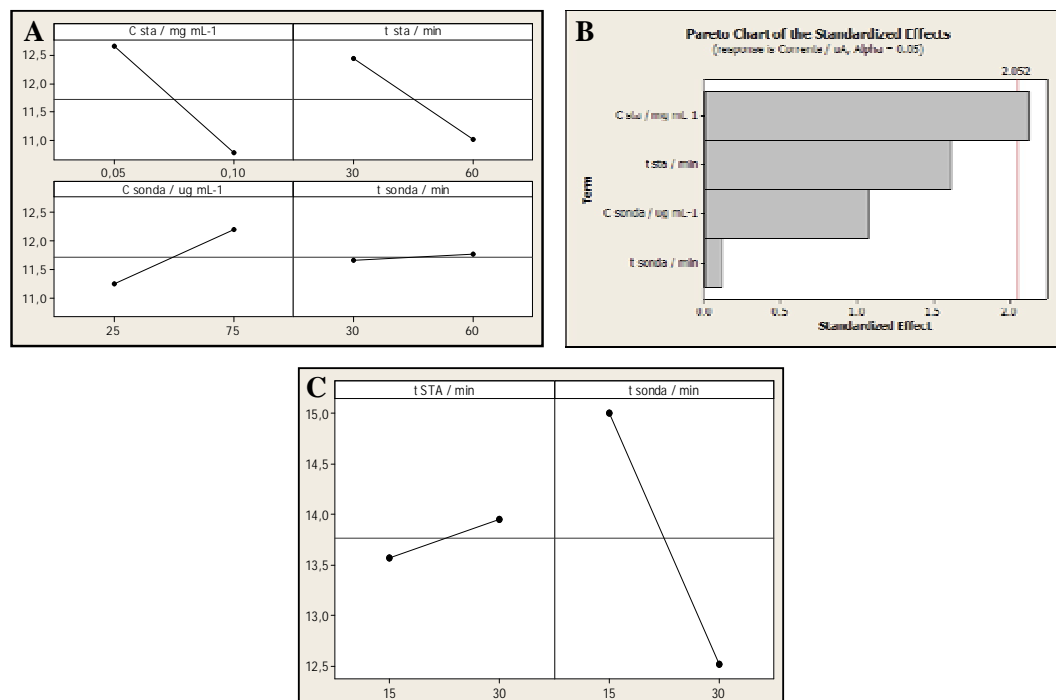 A
C sta / mg mL-1
t sta / min
12,5
12,0
11,5
11,0
0,05
0,10
30
60
C sonda / ug mL-1
t sonda / min
12,5
12,0
11,5
11,0
25
75
30
60
B
Pareto Chart of the Standardized Effects
(response is Corrente / uA, Alpha = 0.05)
2.052
Term
C sta / mg mL-1
t sta / min
C sonda / ug mL-1
t sonda / min
0.0
0.5
1.0
1.5
2.0
Standardized Effect
C
t STA / min
t sonda / min
15,0
14,5
14,0
13,5
13,0
12,5
15
30
15
30